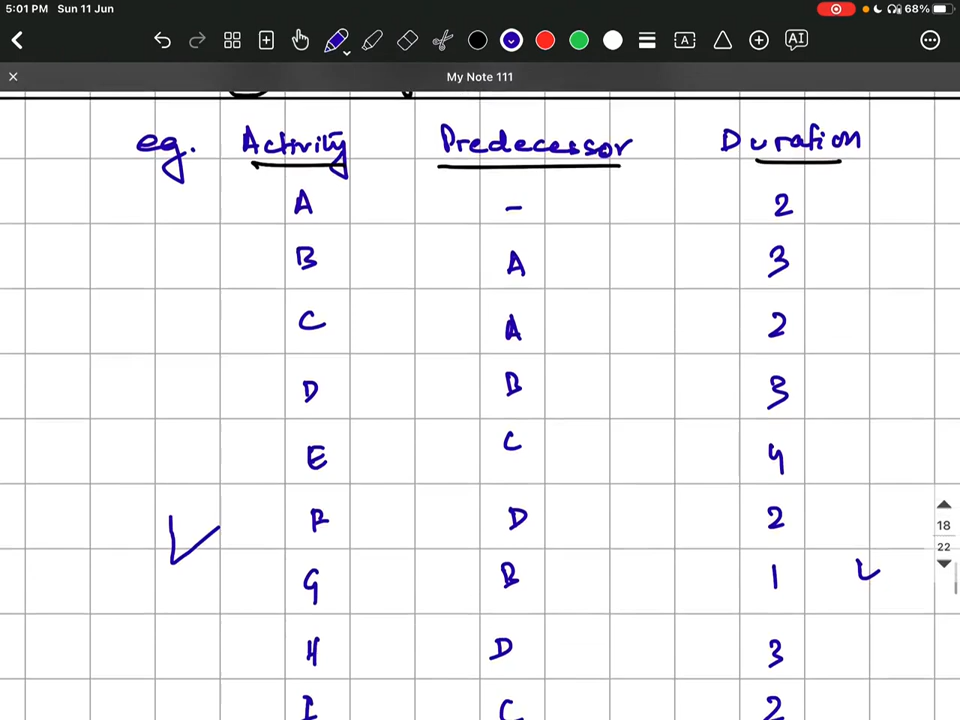 5:01 PM Sun 11 Jun 68%
A AI
My Note 111
eg. Activity Predecessor Duration
A - 2
B A 3
C A 2
D B 3
E C 4
F D 2
G B 1
H D 3
I C 2
18
22